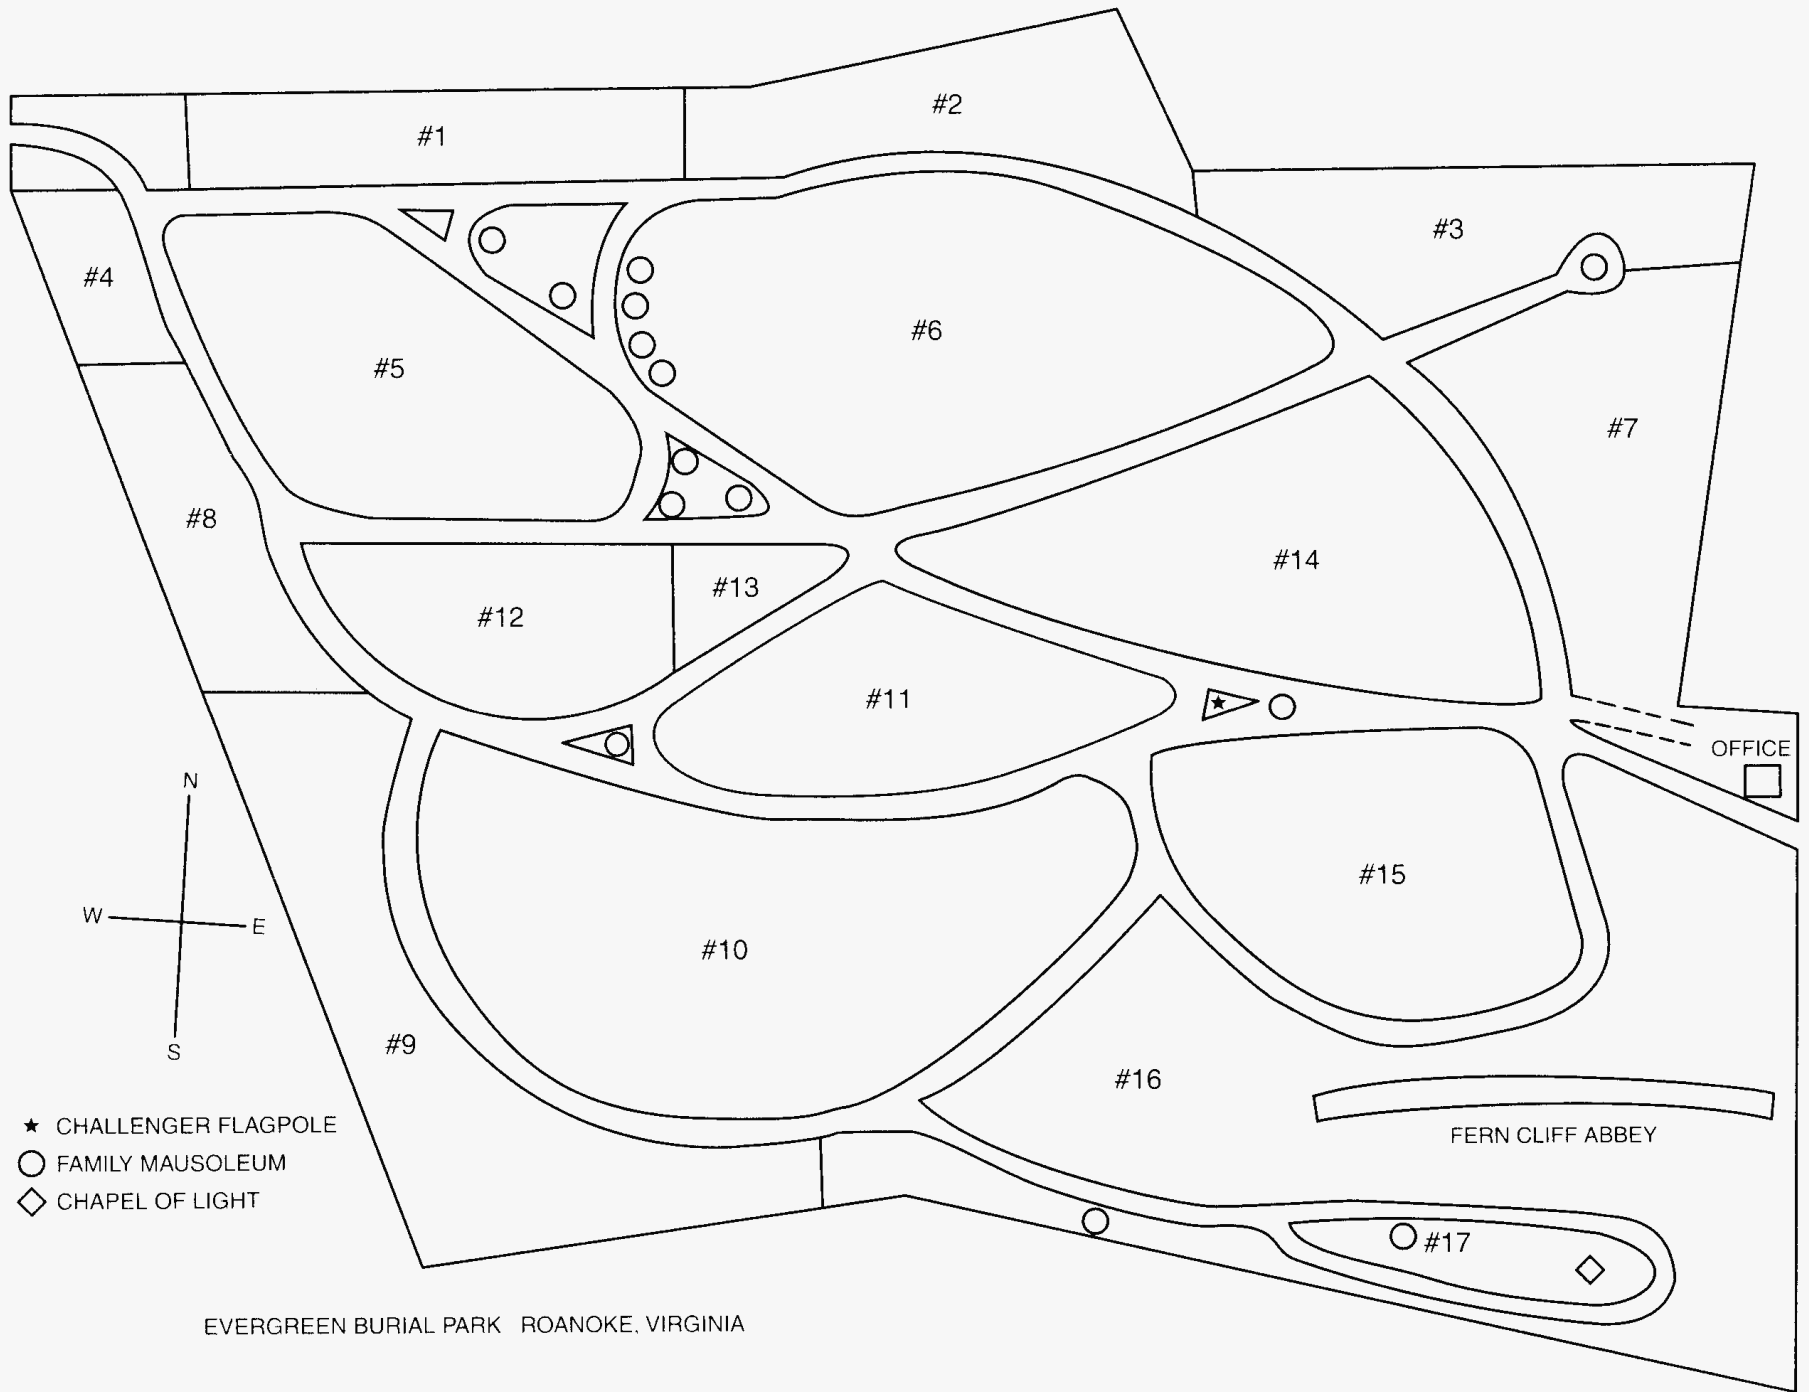 #1
#2
#3
#4
#5
#6
#7
#8
#12
#13
#14
#11
OFFICE
N
W E
S
#15
#10
#9
#16
FERN CLIFF ABBEY
#17
CHALLENGER FLAGPOLE
FAMILY MAUSOLEUM
CHAPEL OF LIGHT
EVERGREEN BURIAL PARK ROANOKE, VIRGINIA